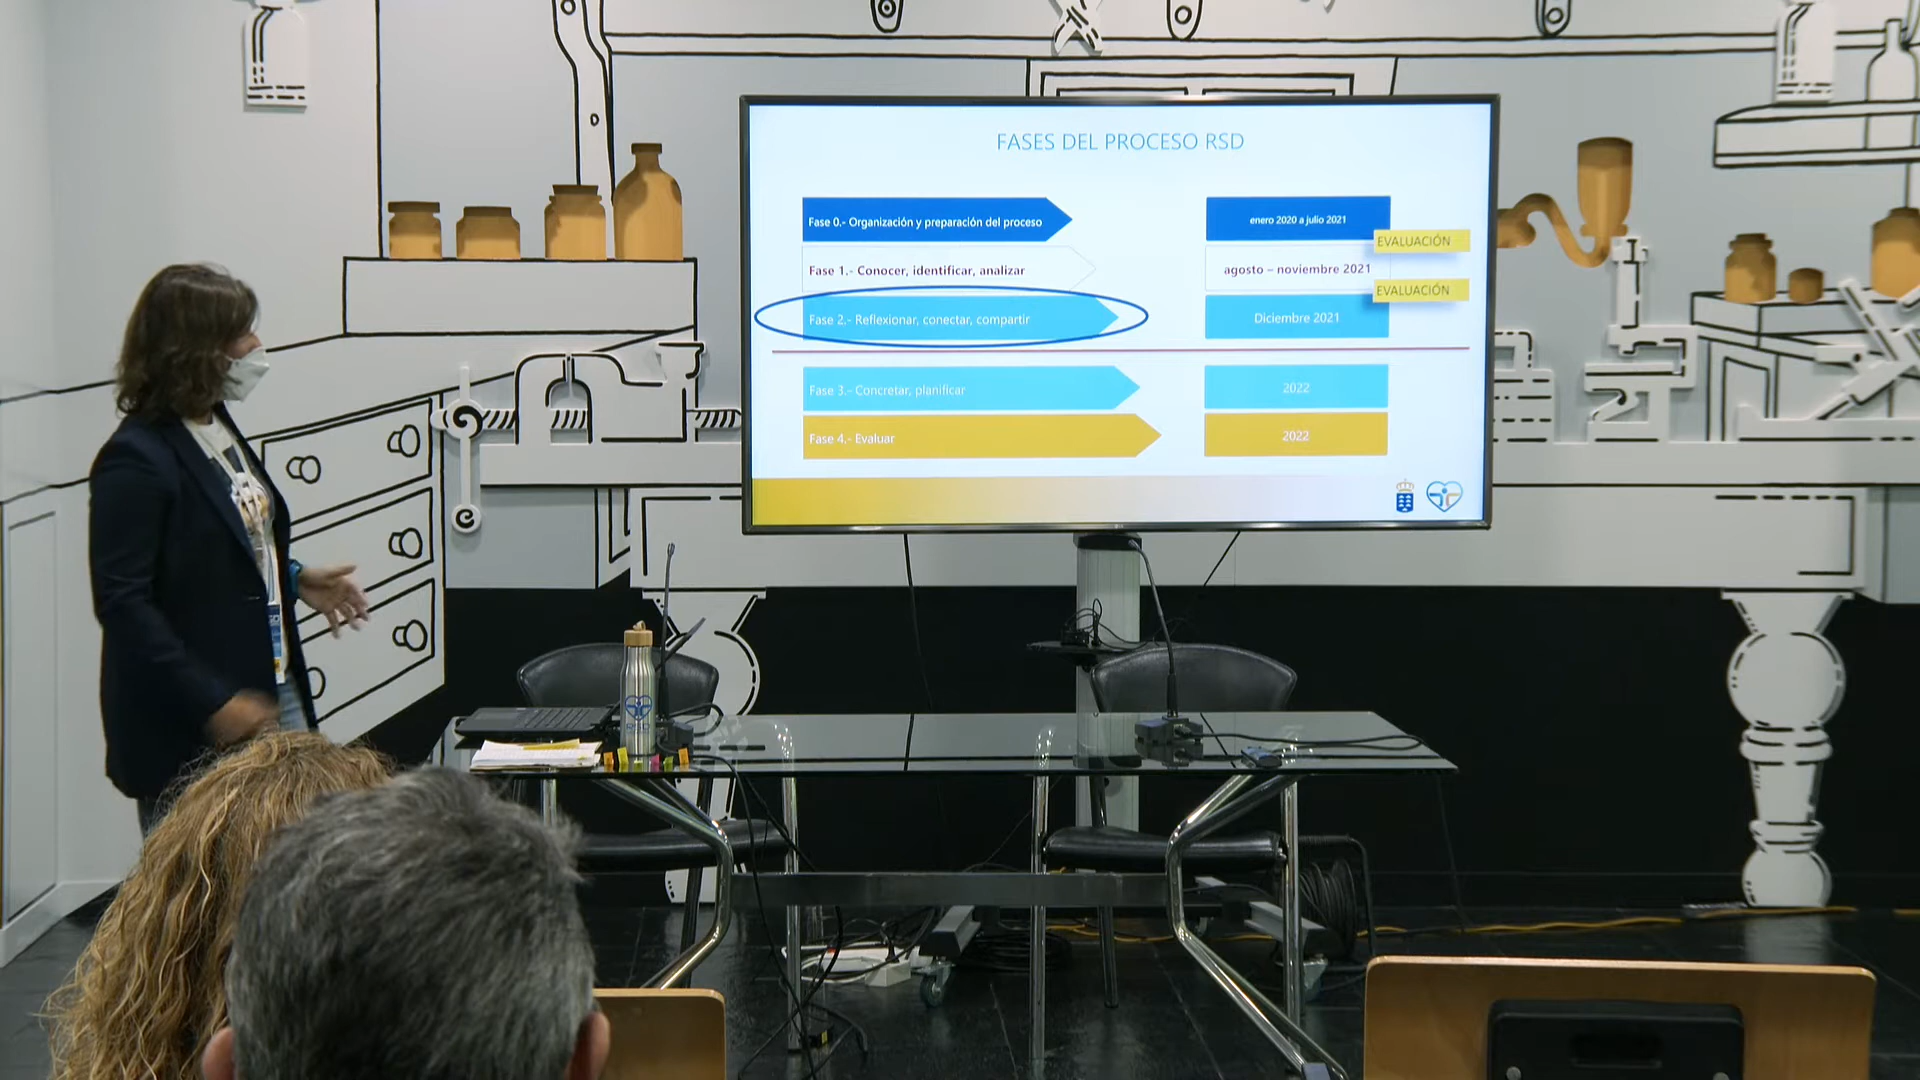 FASES DEL PROCESO RSD
Fase 0.- Organización y preparación del proceso
enero 2020 a julio 2021
EVALUACIÓN
Fase 1.- Conocer, identificar, analizar
agosto – noviembre 2021
EVALUACIÓN
Fase 2.- Reflexionar, conectar, compartir
Diciembre 2021
Fase 3.- Concretar, planificar
2022
Fase 4.- Evaluar
2022